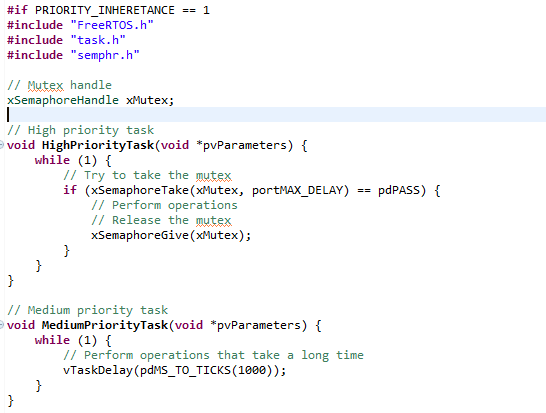 #if PRIORITY_INHERETANCE == 1
#include "FreeRTOS.h"
#include "task.h"
#include "semphr.h"

// Mutex handle
xSemaphoreHandle xMutex;

// High priority task
void HighPriorityTask(void *pvParameters) {
    while (1) {
        // Try to take the mutex
        if (xSemaphoreTake(xMutex, portMAX_DELAY) == pdPASS) {
            // Perform operations
            // Release the mutex
            xSemaphoreGive(xMutex);
        }
    }
}

// Medium priority task
void MediumPriorityTask(void *pvParameters) {
    while (1) {
        // Perform operations that take a long time
        vTaskDelay(pdMS_TO_TICKS(1000));
    }
}